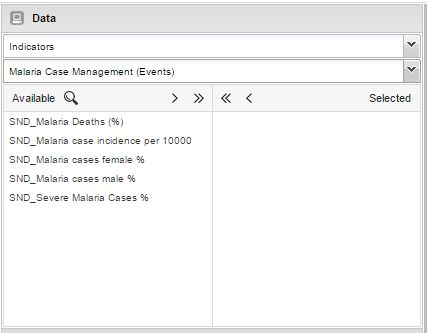 Data
Indicators
Malaria Case Management (Events)
Available > >> << < Selected
SND_Malaria Deaths (%)
SND_Malaria case incidence per 10000
SND_Malaria cases female %
SND_Malaria cases male %
SND_Severe Malaria Cases %